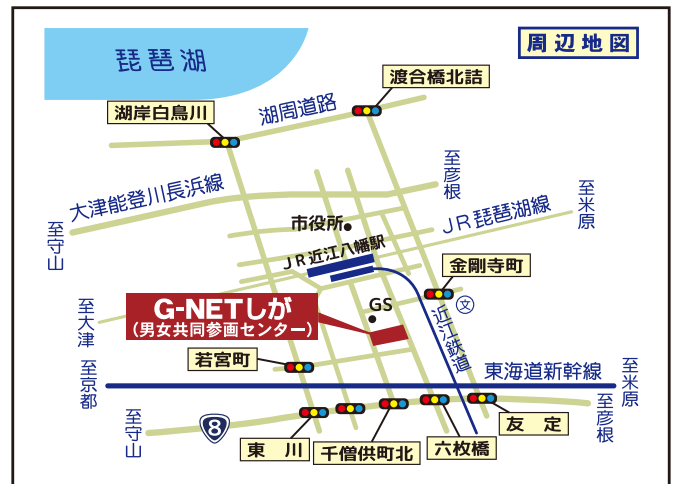 周辺地図
琵琶湖
渡合橋北詰
湖岸白鳥川
湖周道路
至彦根
大津能登川長浜線
至米原
至守山
市役所
JR琵琶湖線
JR近江八幡駅
金剛寺町
文
至大津
G-NETしが
(男女共同参画センター)
GS
近江鉄道
若宮町
至京都
東海道新幹線
至米原
至守山
8
東 川
千僧供町北
六枚橋
友 定
至彦根